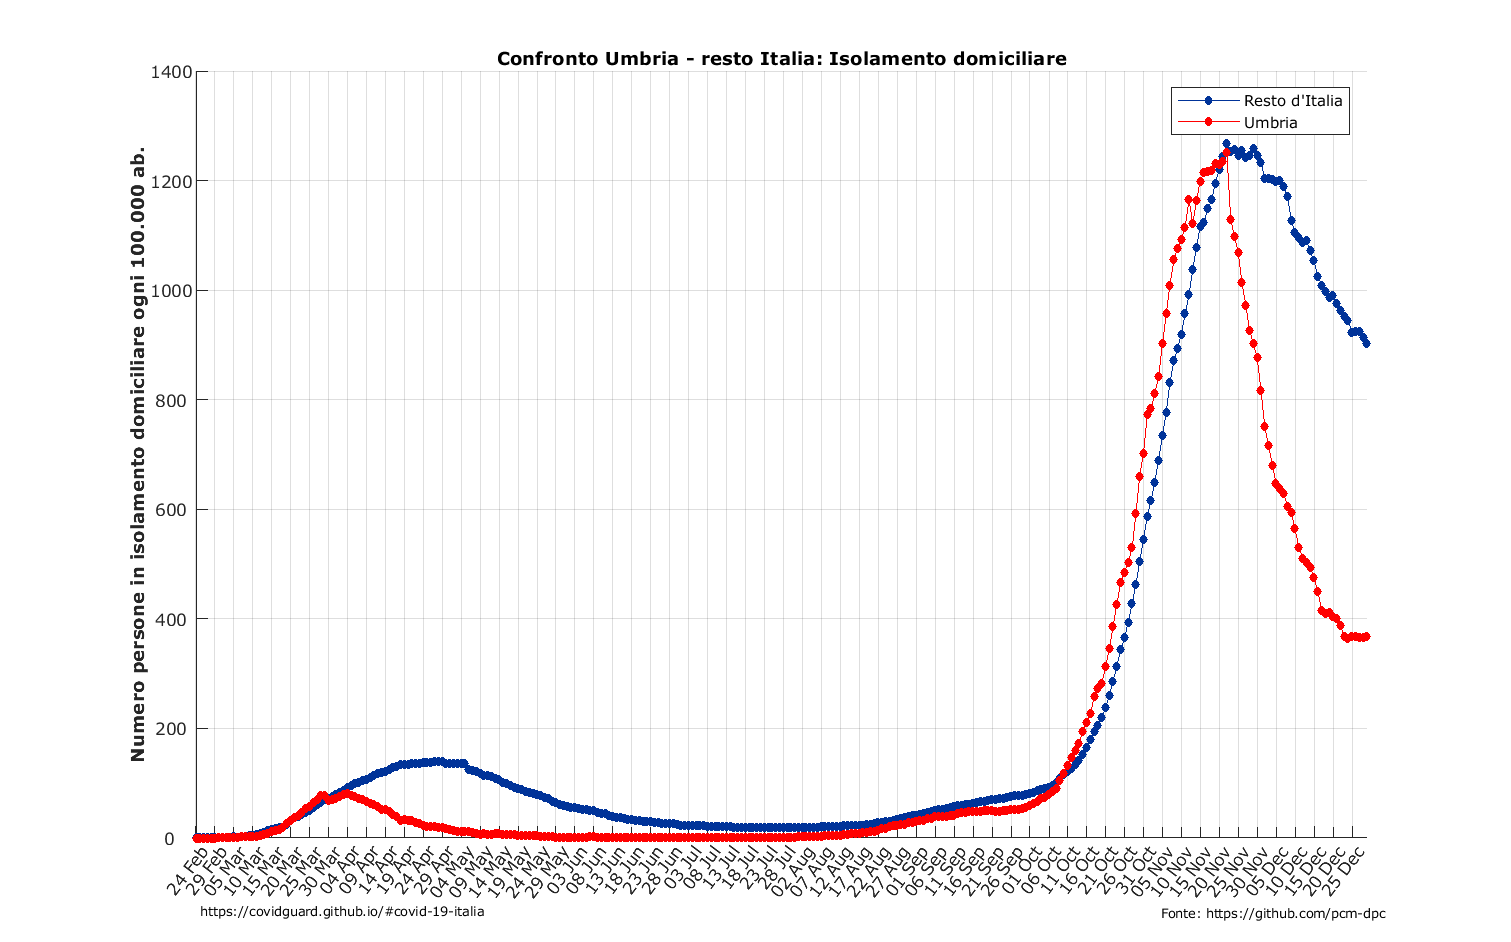 Confronto Umbria - resto Italia: Isolamento domiciliare
Numero persone in isolamento domiciliare ogni 100.000 ab.
1400
1200
1000
800
600
400
200
0
Resto d'Italia
Umbria
24 Feb
29 Feb
05 Mar
10 Mar
15 Mar
20 Mar
25 Mar
30 Mar
04 Apr
09 Apr
14 Apr
19 Apr
24 Apr
29 Apr
04 May
09 May
14 May
19 May
24 May
29 May
03 Jun
08 Jun
13 Jun
18 Jun
23 Jun
28 Jun
03 Jul
08 Jul
13 Jul
18 Jul
23 Jul
28 Jul
02 Aug
07 Aug
12 Aug
17 Aug
22 Aug
27 Aug
01 Sep
06 Sep
11 Sep
16 Sep
21 Sep
26 Sep
01 Oct
06 Oct
11 Oct
16 Oct
21 Oct
26 Oct
31 Oct
05 Nov
10 Nov
15 Nov
20 Nov
25 Nov
30 Nov
05 Dec
10 Dec
15 Dec
20 Dec
25 Dec
https://covidguard.github.io/#covid-19-italia
Fonte: https://github.com/pcm-dpc